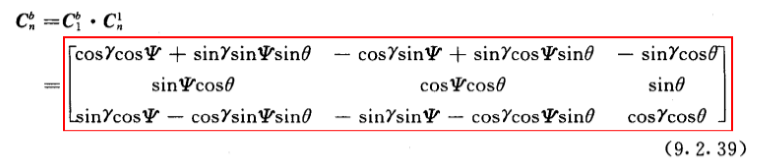 C_n^b = C_1^b · C_n^1
= [cosγcosΨ + sinγsinΨsinθ   − cosγsinΨ + sinγcosΨsinθ   − sinγcosθ
sinΨcosθ   cosΨcosθ   sinθ
sinγcosΨ − cosγsinΨsinθ   − sinγsinΨ − cosγcosΨsinθ   cosγcosθ]
(9.2.39)